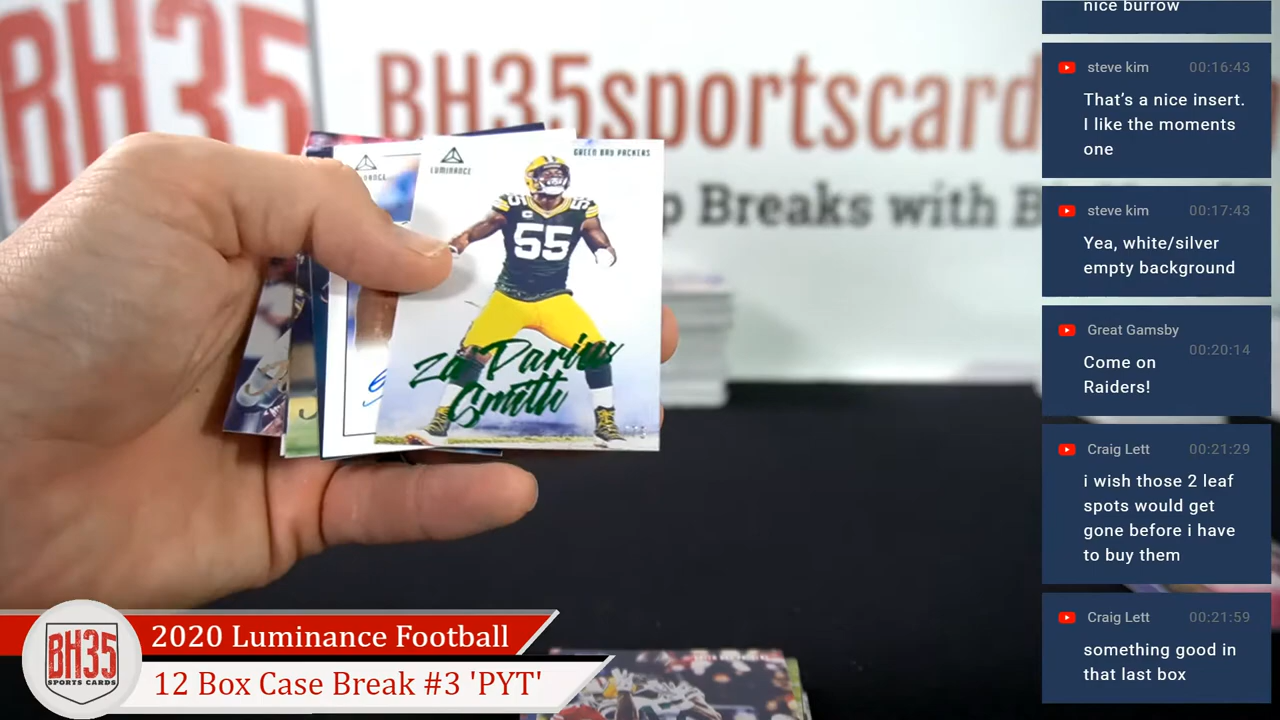 BH35
BH35sportscard
p Breaks with B
LUMINANCE
GREEN BAY PACKERS
55
55
Za'Darius
Smith
nice burrow
steve kim 00:16:43
That's a nice insert.
I like the moments
one
steve kim 00:17:43
Yea, white/silver
empty background
Great Gamsby
00:20:14
Come on
Raiders!
Craig Lett 00:21:29
i wish those 2 leaf
spots would get
gone before i have
to buy them
Craig Lett 00:21:59
something good in
that last box
BH35
SPORTS CARDS
2020 Luminance Football
12 Box Case Break #3 'PYT'